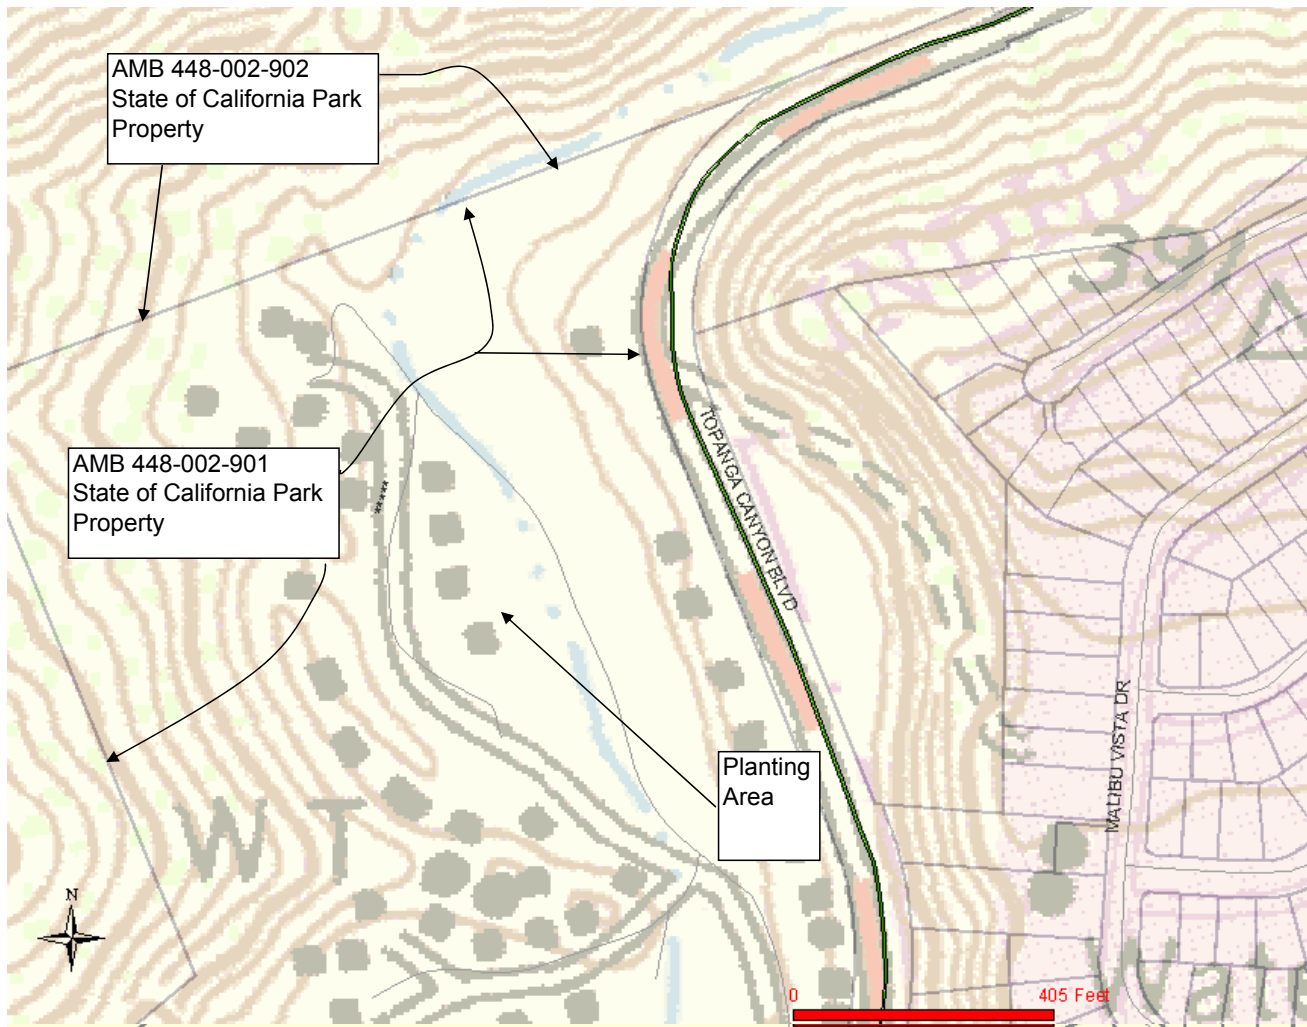 AMB 448-002-902
State of California Park
Property
AMB 448-002-901
State of California Park
Property
TOPANGA CANYON BLVD
MALIBU VISTA DR
Planting
Area
W T
N
0
405 Feet